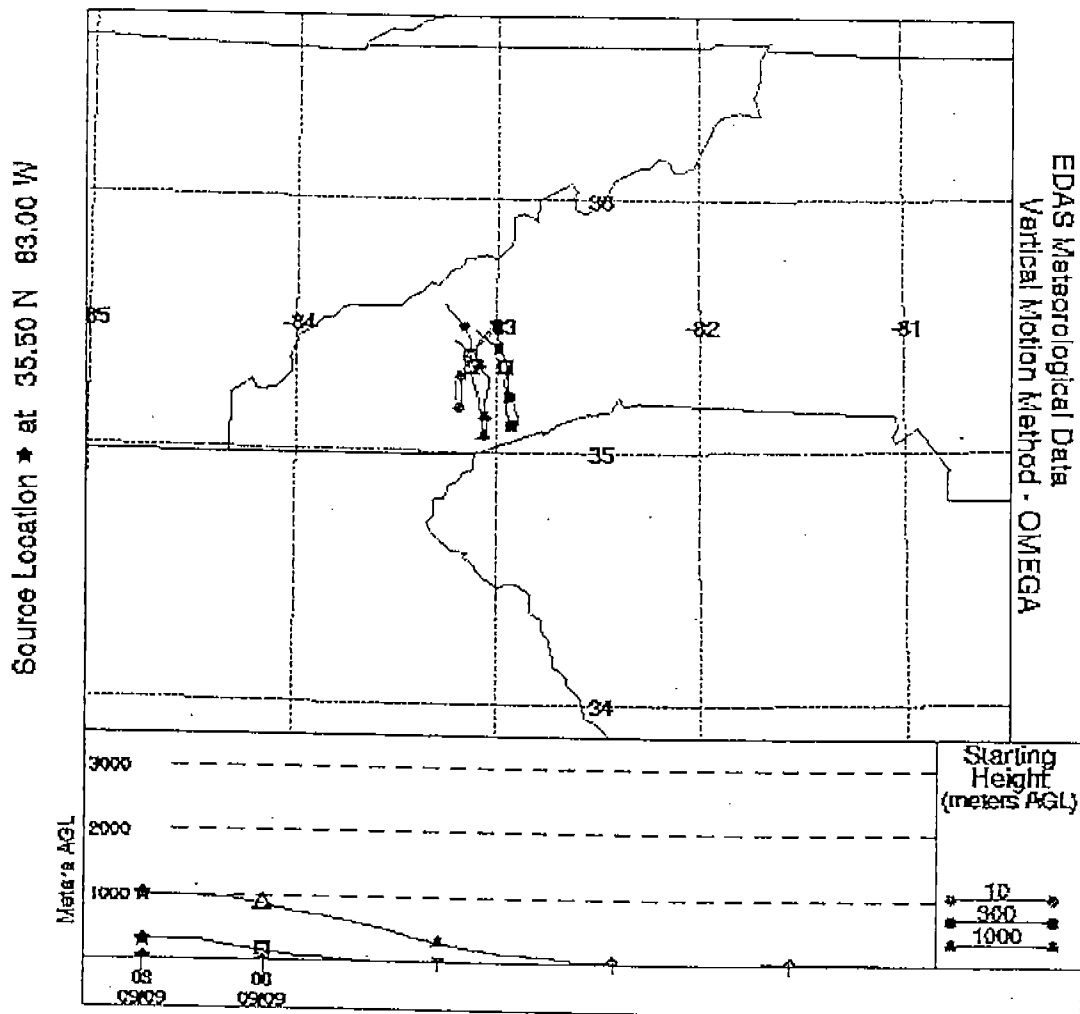 Source Location ★ at 35.50 N 83.00 W
EDAS Meteorological Data
Vertical Motion Method - OMEGA
36
-84
-82
-81
35
34
Meters AGL
3000
2000
1000
Starting
Height
(meters AGL)
10
300
1000
03
00
09/09
09/09